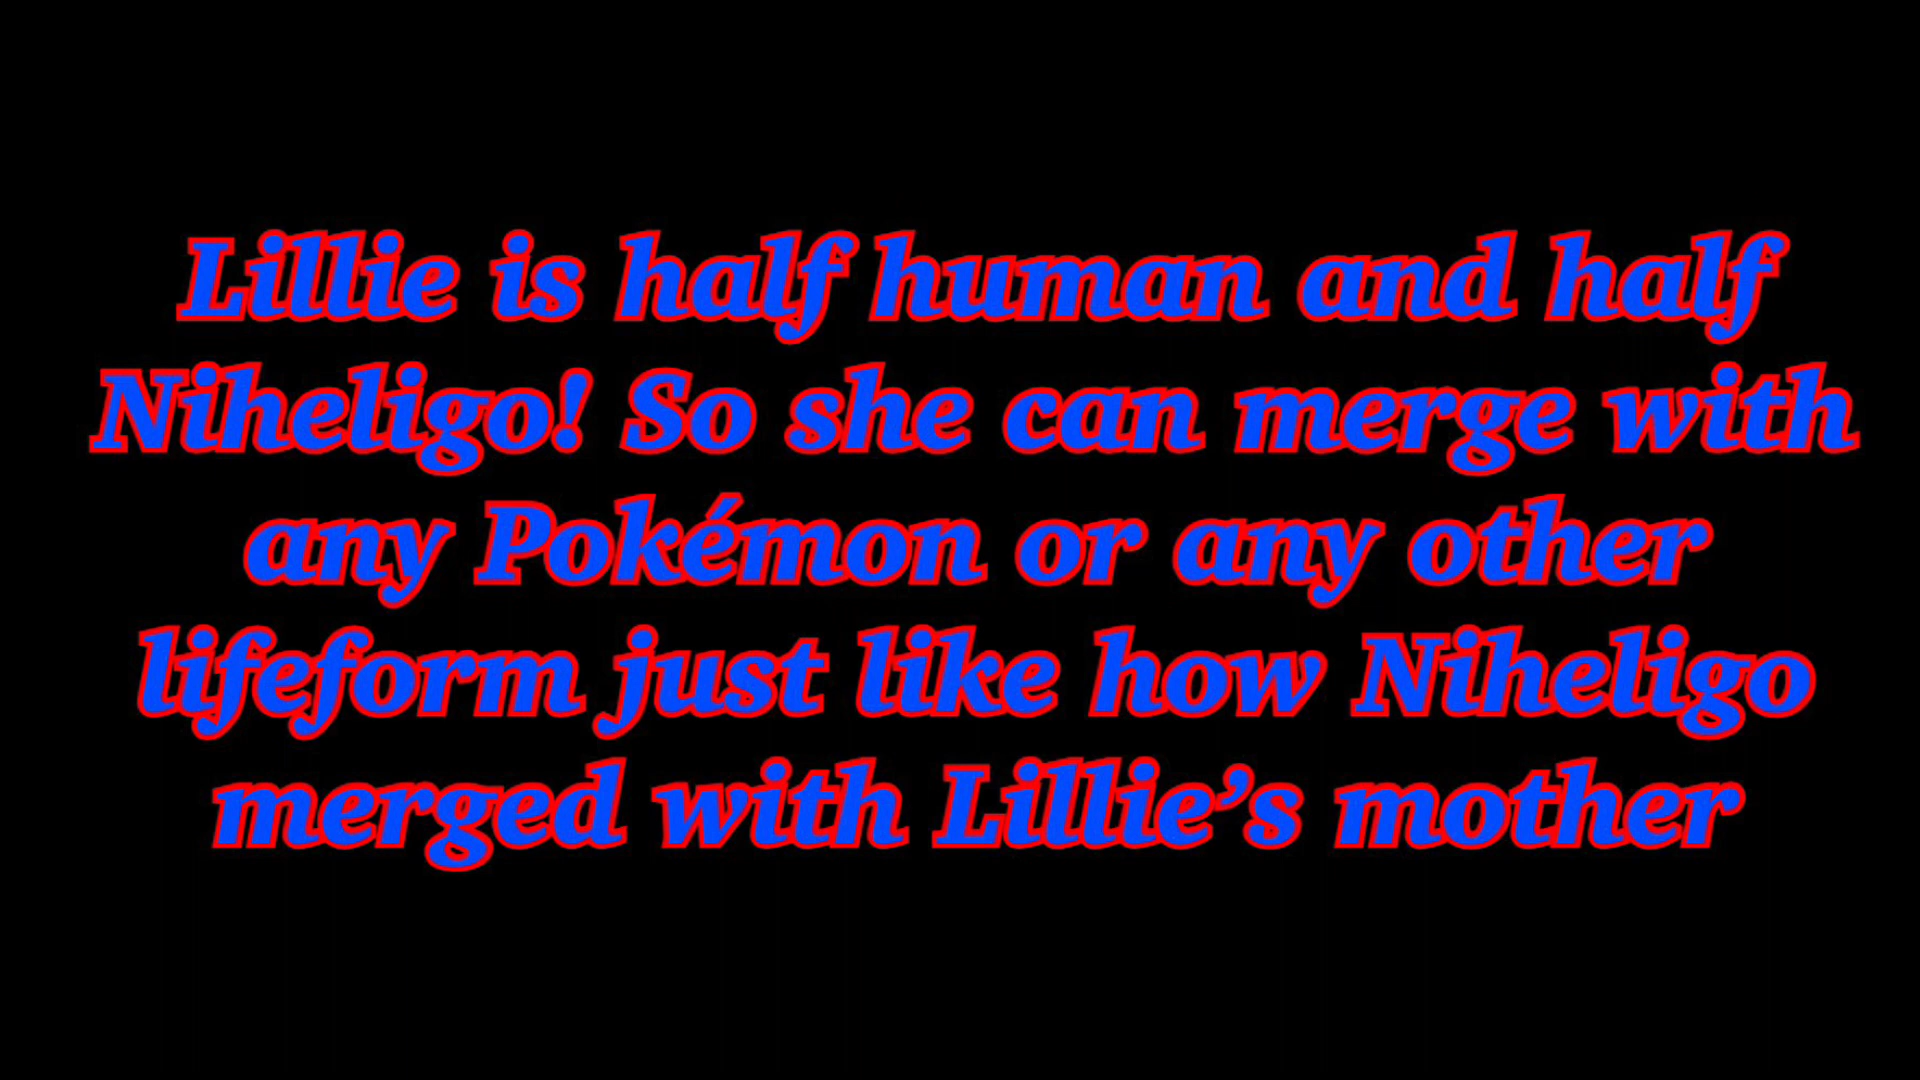 Lillie is half human and half
Niheligo! So she can merge with
any Pokémon or any other
lifeform just like how Niheligo
merged with Lillie’s mother